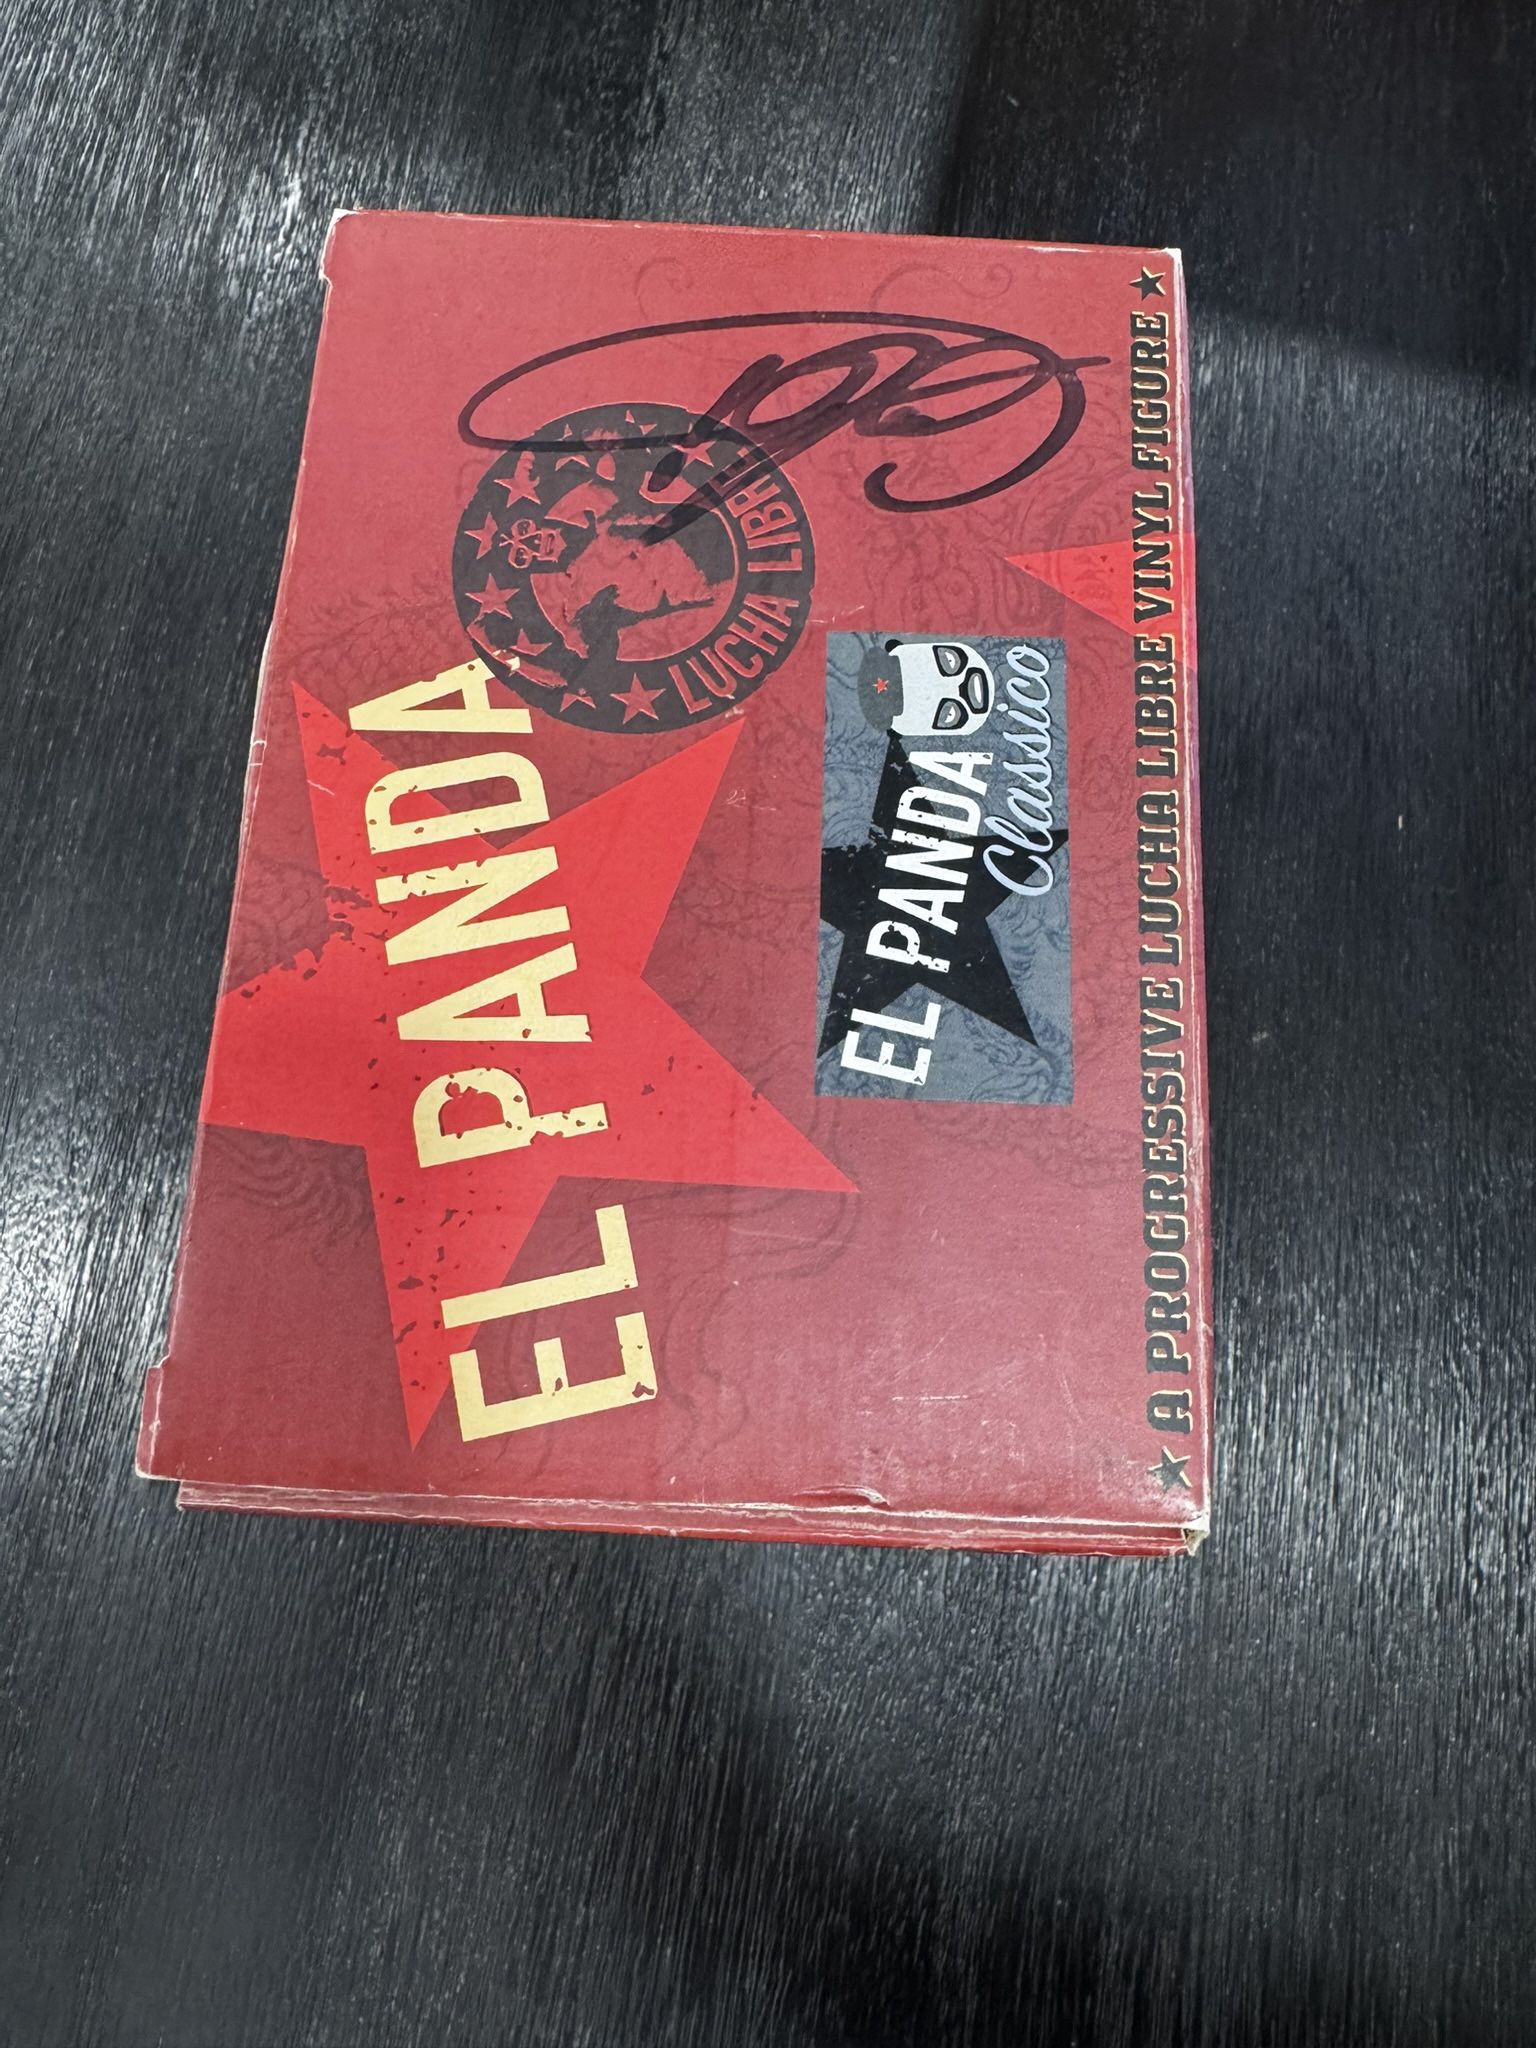 EL PANDA
LUCHA LIBRE
EL PANDA
Classico
A PROGRESSIVE LUCHA LIBRE VINYL FIGURE